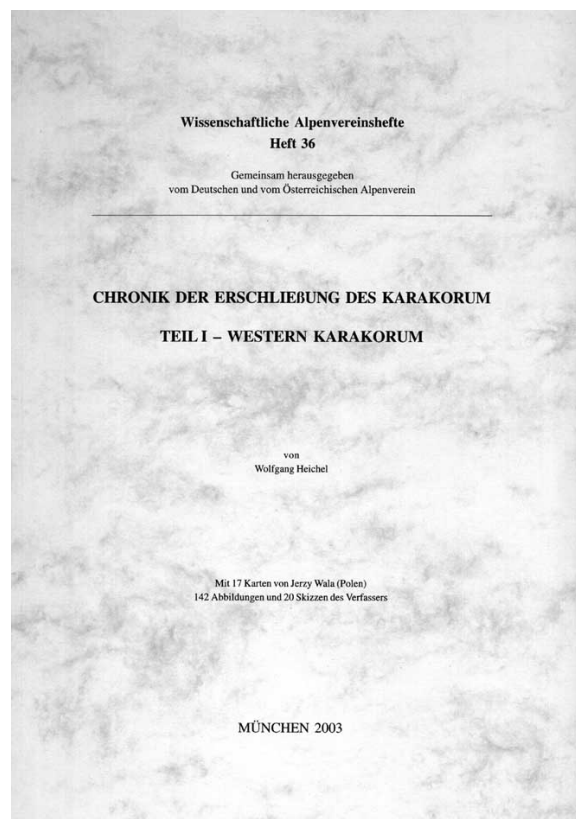 Wissenschaftliche Alpenvereinshefte
Heft 36
Gemeinsam herausgegeben
vom Deutschen und vom Österreichischen Alpenverein
CHRONIK DER ERSCHLIEßUNG DES KARAKORUM
TEIL I – WESTERN KARAKORUM
von
Wolfgang Heichel
Mit 17 Karten von Jerzy Wala (Polen)
142 Abbildungen und 20 Skizzen des Verfassers
MÜNCHEN 2003